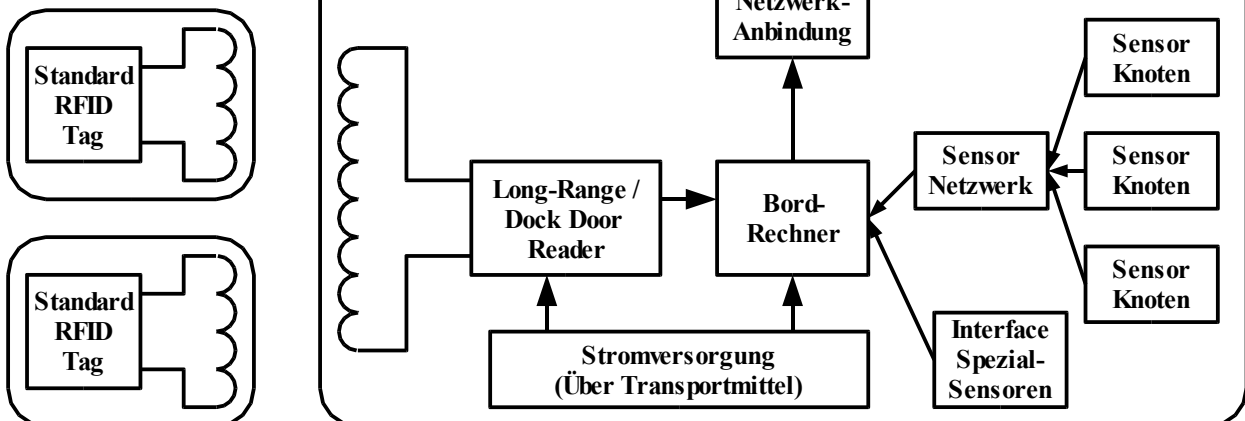 Netzwerk-
Anbindung
Standard
RFID
Tag
Standard
RFID
Tag
Long-Range /
Dock Door
Reader
Bord-
Rechner
Sensor
Netzwerk
Sensor
Knoten
Sensor
Knoten
Sensor
Knoten
Stromversorgung
(Über Transportmittel)
Interface
Spezial-
Sensoren